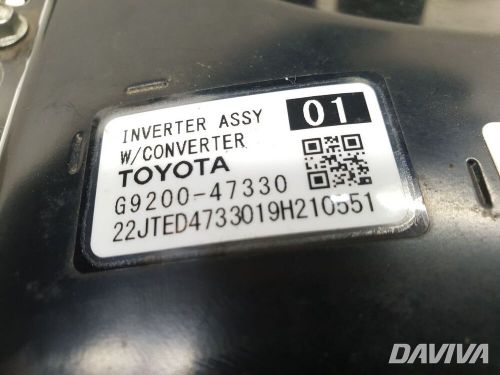 INVERTER ASSY 01
W/CONVERTER
TOYOTA
G9200-47330
22JTED4733019H210551
DAVIVA